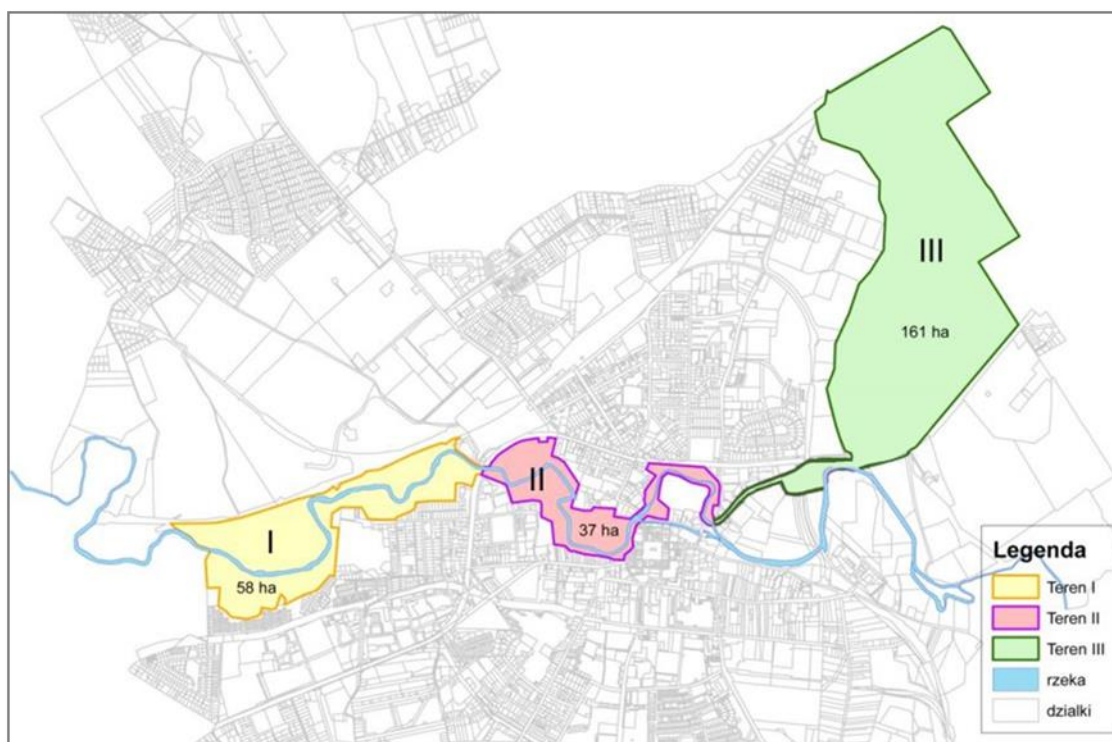 III
161 ha
II
37 ha
I
58 ha
Legenda
Teren I
Teren II
Teren III
rzeka
dzialki